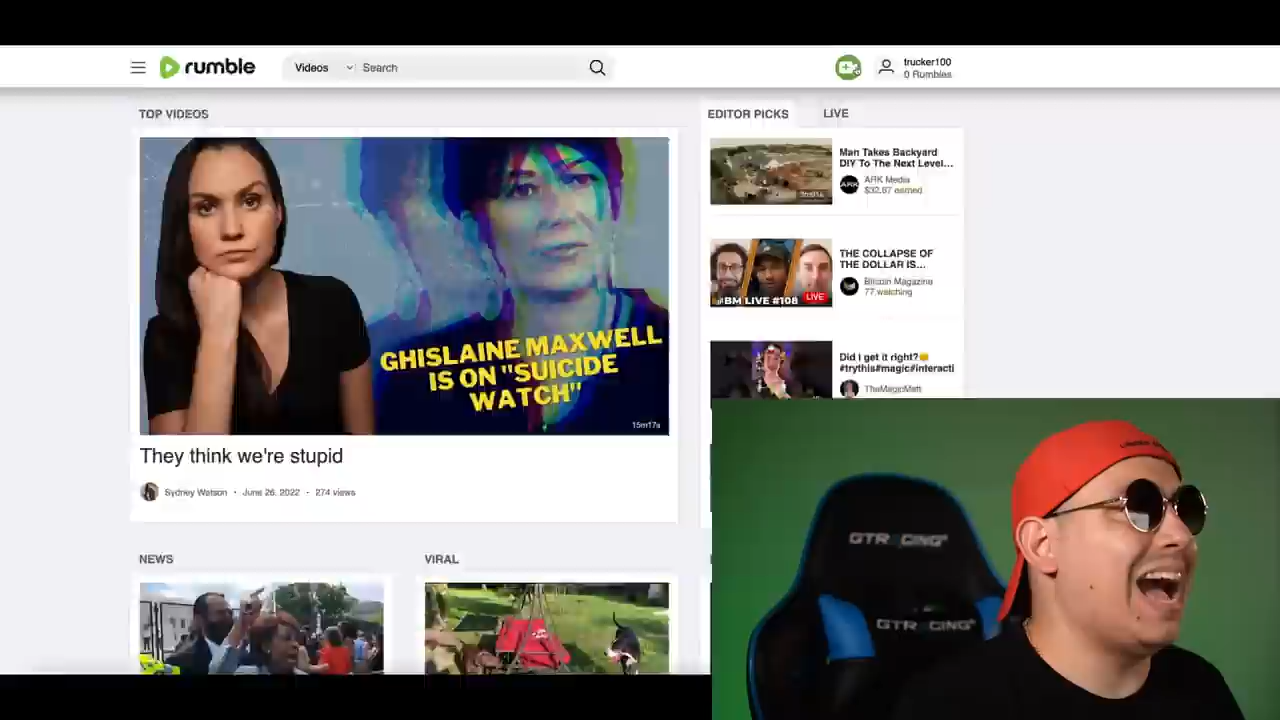 rumble
Videos
Search
trucker100
0 Rumbles
TOP VIDEOS
EDITOR PICKS
LIVE
GHISLAINE MAXWELL
IS ON "SUICIDE
WATCH"
15m17s
They think we're stupid
Sydney Watson · June 26, 2022 · 274 views
Man Takes Backyard
DIY To The Next Level...
ARK
ARK Media
$32.67 earned
THE COLLAPSE OF
THE DOLLAR IS...
BM LIVE #108
LIVE
Bitcoin Magazine
77 watching
Did I get it right?😊
#trythis#magic#interacti
TheMagicMatt
NEWS
VIRAL
GTRACING
GTRACING